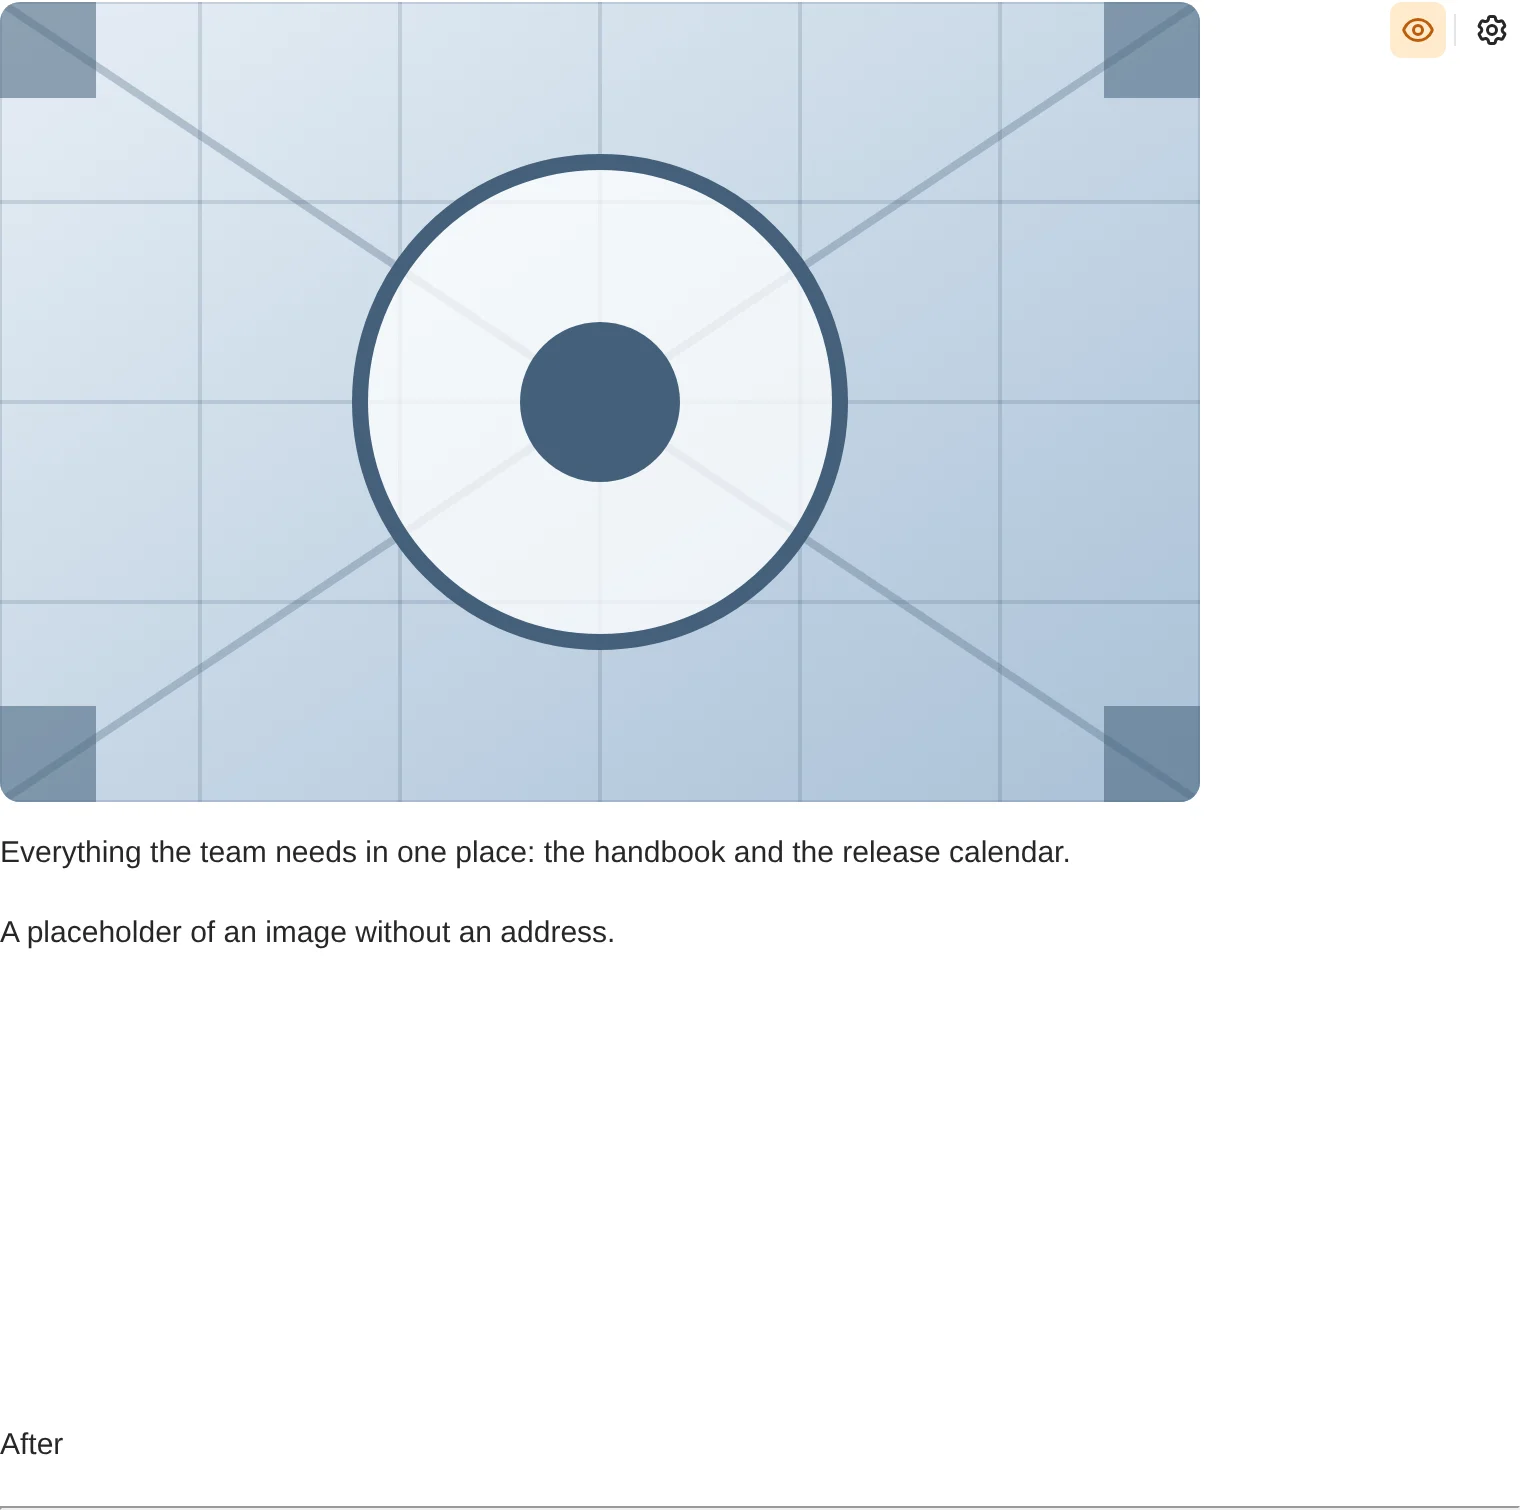 Everything the team needs in one place: the handbook and the release calendar.
A placeholder of an image without an address.
After